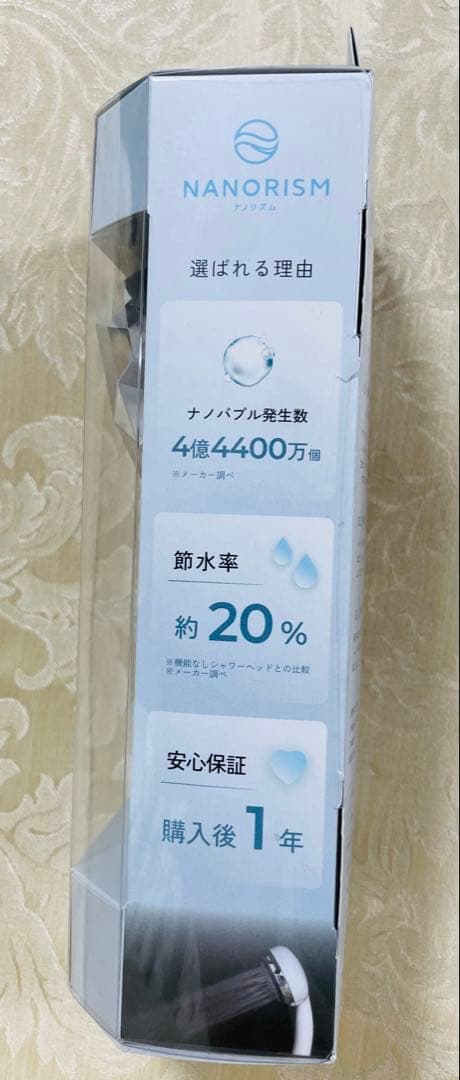 NANORISM
ナノリズム
選ばれる理由
ナノバブル発生数
4億4400万個
※メーカー調べ
節水率
約20%
※機能なしシャワーヘッドとの比較
※メーカー調べ
安心保証
購入後1年